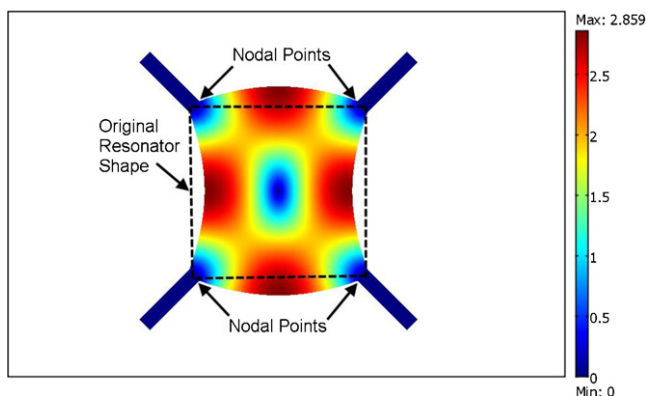 Max: 2.859
Nodal Points
2.5
Original
Resonator
Shape
2
1.5
1
0.5
Nodal Points
0
Min: 0